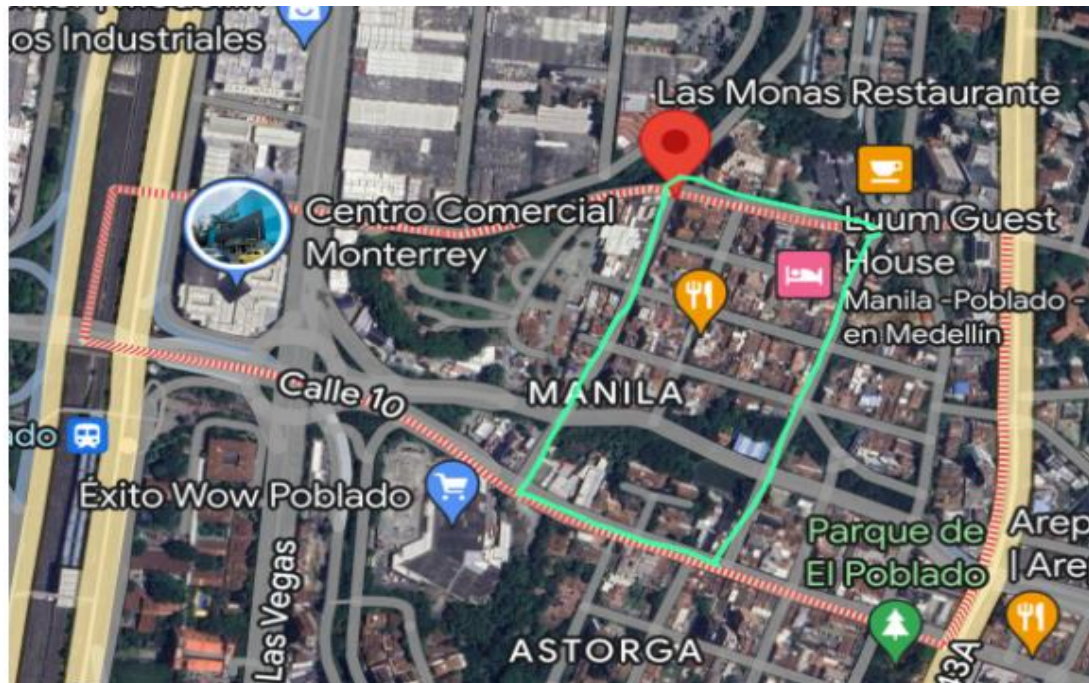 os Industriales
Las Monas Restaurante
Centro Comercial
Monterrey
Luum Guest
House
Manila -Poblado -
en Medellín
MANILA
Calle 10
ado
Éxito Wow Poblado
Parque de
El Poblado
Arep
| Are
Las Vegas
ASTORGA
43A